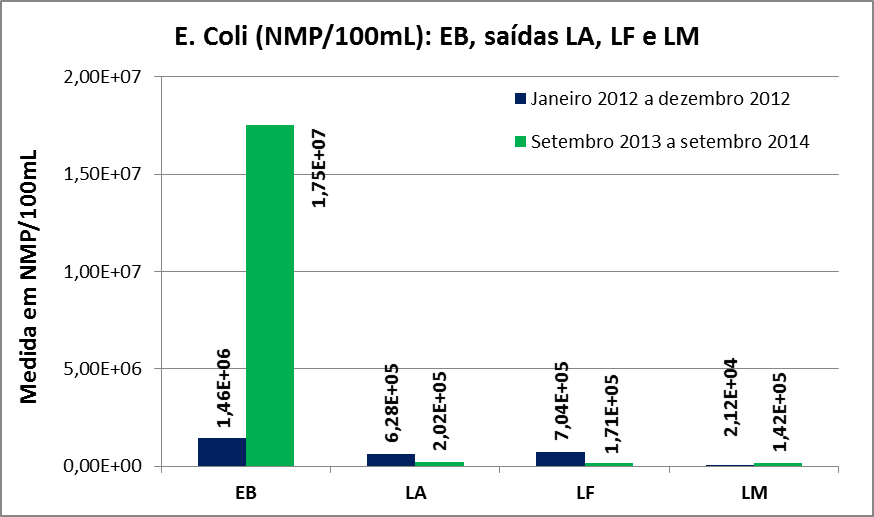 E. Coli (NMP/100mL): EB, saídas LA, LF e LM
Medida em NMP/100mL
2,00E+07
1,50E+07
1,00E+07
5,00E+06
0,00E+00
Janeiro 2012 a dezembro 2012
Setembro 2013 a setembro 2014
1,46E+06
1,75E+07
6,28E+05
2,02E+05
7,04E+05
1,71E+05
2,12E+04
1,42E+05
EB
LA
LF
LM